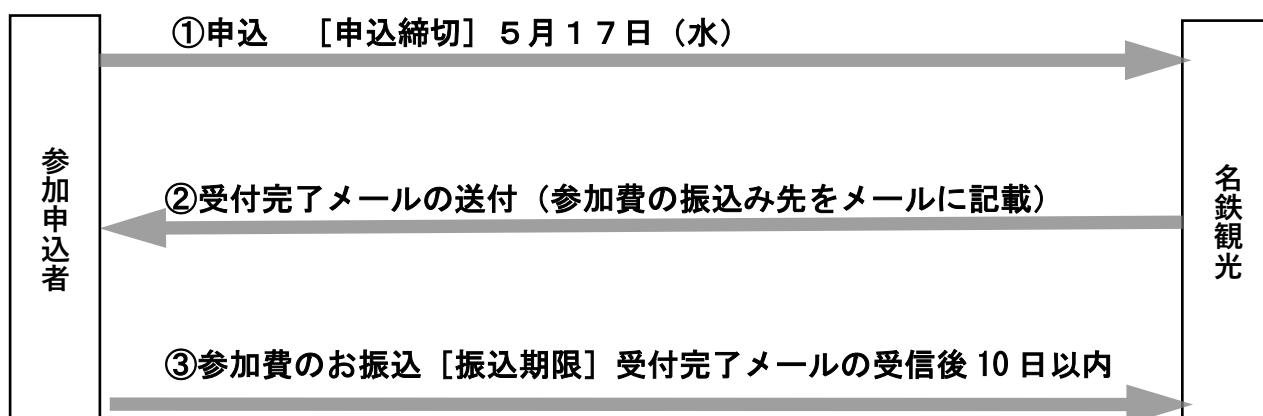 ①申込　［申込締切］５月１７日（水）
参加申込者
②受付完了メールの送付（参加費の振込み先をメールに記載）
名鉄観光
③参加費のお振込［振込期限］受付完了メールの受信後 10 日以内